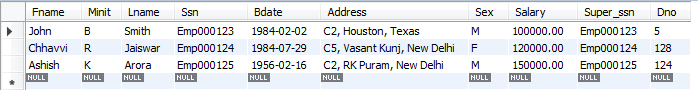 Fname Minit Lname Ssn Bdate Address Sex Salary Super_ssn Dno
John B Smith Emp000123 1984-02-02 C2, Houston, Texas M 100000.00 Emp000123 5
Chhavvi R Jaiswar Emp000124 1984-07-29 C5, Vasant Kunj, New Delhi F 120000.00 Emp000124 128
Ashish K Arora Emp000125 1956-02-16 C2, RK Puram, New Delhi M 150000.00 Emp000125 124
* NULL NULL NULL NULL NULL NULL NULL NULL NULL NULL